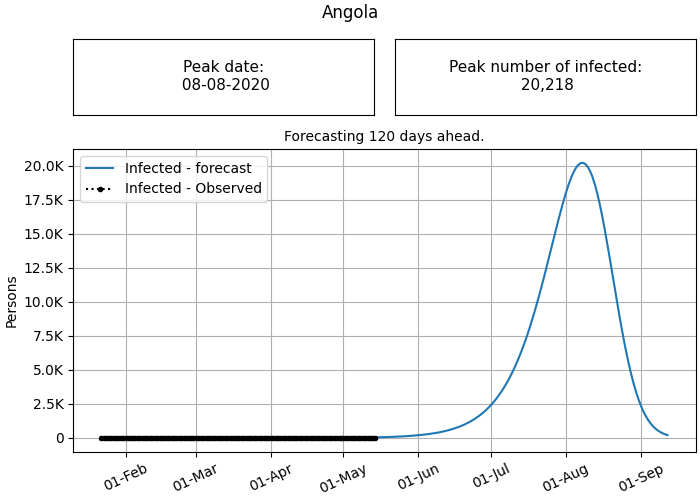 Angola
Peak date:
08-08-2020
Peak number of infected:
20,218
Forecasting 120 days ahead.
Infected - forecast
Infected - Observed
Persons
20.0K
17.5K
15.0K
12.5K
10.0K
7.5K
5.0K
2.5K
0
01-Feb
01-Mar
01-Apr
01-May
01-Jun
01-Jul
01-Aug
01-Sep